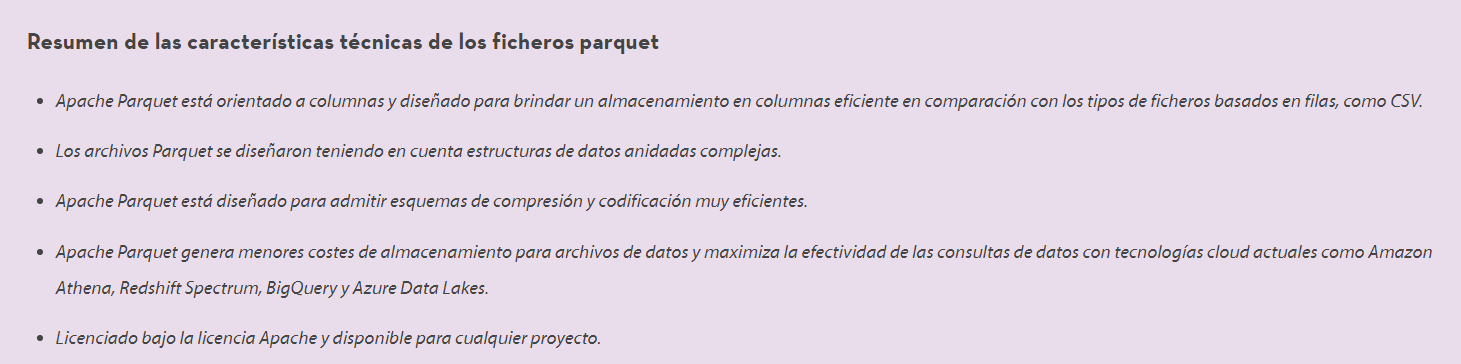 Resumen de las características técnicas de los ficheros parquet
• Apache Parquet está orientado a columnas y diseñado para brindar un almacenamiento en columnas eficiente en comparación con los tipos de ficheros basados en filas, como CSV.
• Los archivos Parquet se diseñaron teniendo en cuenta estructuras de datos anidadas complejas.
• Apache Parquet está diseñado para admitir esquemas de compresión y codificación muy eficientes.
• Apache Parquet genera menores costes de almacenamiento para archivos de datos y maximiza la efectividad de las consultas de datos con tecnologías cloud actuales como Amazon
Athena, Redshift Spectrum, BigQuery y Azure Data Lakes.
• Licenciado bajo la licencia Apache y disponible para cualquier proyecto.